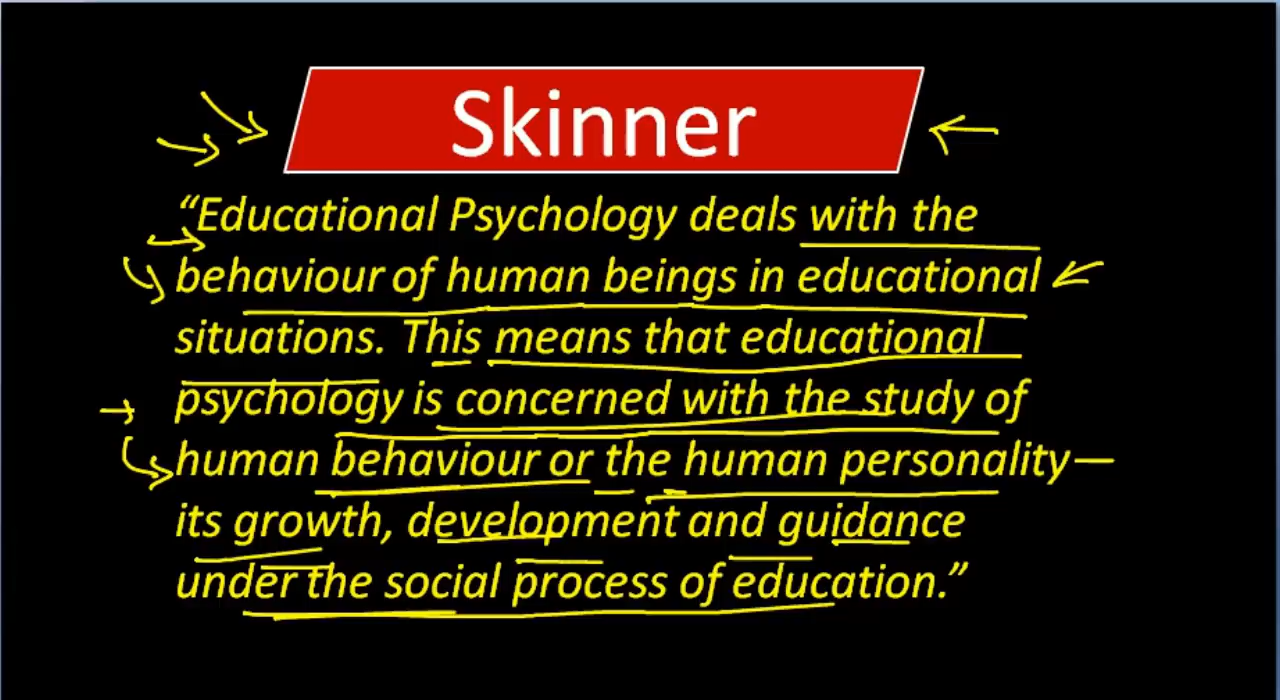 Skinner
“Educational Psychology deals with the
behaviour of human beings in educational
situations. This means that educational
psychology is concerned with the study of
human behaviour or the human personality—
its growth, development and guidance
under the social process of education.”